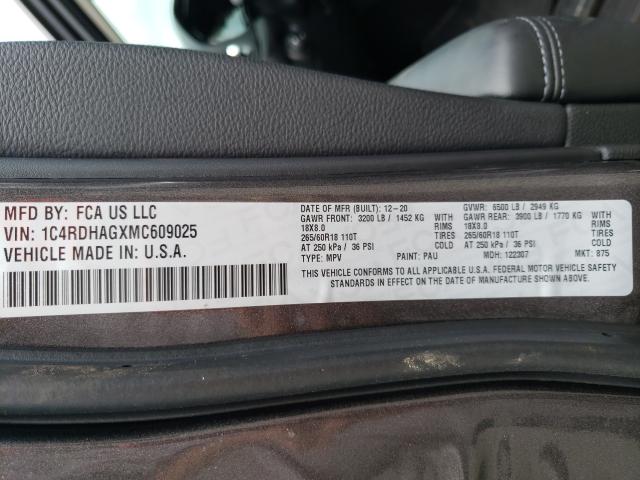 MFD BY: FCA US LLC
VIN: 1C4RDHAGXMC609025
VEHICLE MADE IN: U.S.A.
DATE OF MFR (BUILT): 12-20 GVWR: 6500 LB / 2949 KG
GAWR FRONT: 3200 LB / 1452 KG WITH GAWR REAR: 3900 LB / 1770 KG WITH
18X8.0 RIMS 18X8.0 RIMS
265/60R18 110T TIRES 265/60R18 110T TIRES
AT 250 kPa / 36 PSI AT 250 kPa / 36 PSI
TYPE: MPV PAINT: PAU MDH: 122307 MKT: 875
THIS VEHICLE CONFORMS TO ALL APPLICABLE U.S.A. FEDERAL MOTOR VEHICLE SAFETY
STANDARDS IN EFFECT ON THE DATE OF MANUFACTURE SHOWN ABOVE.